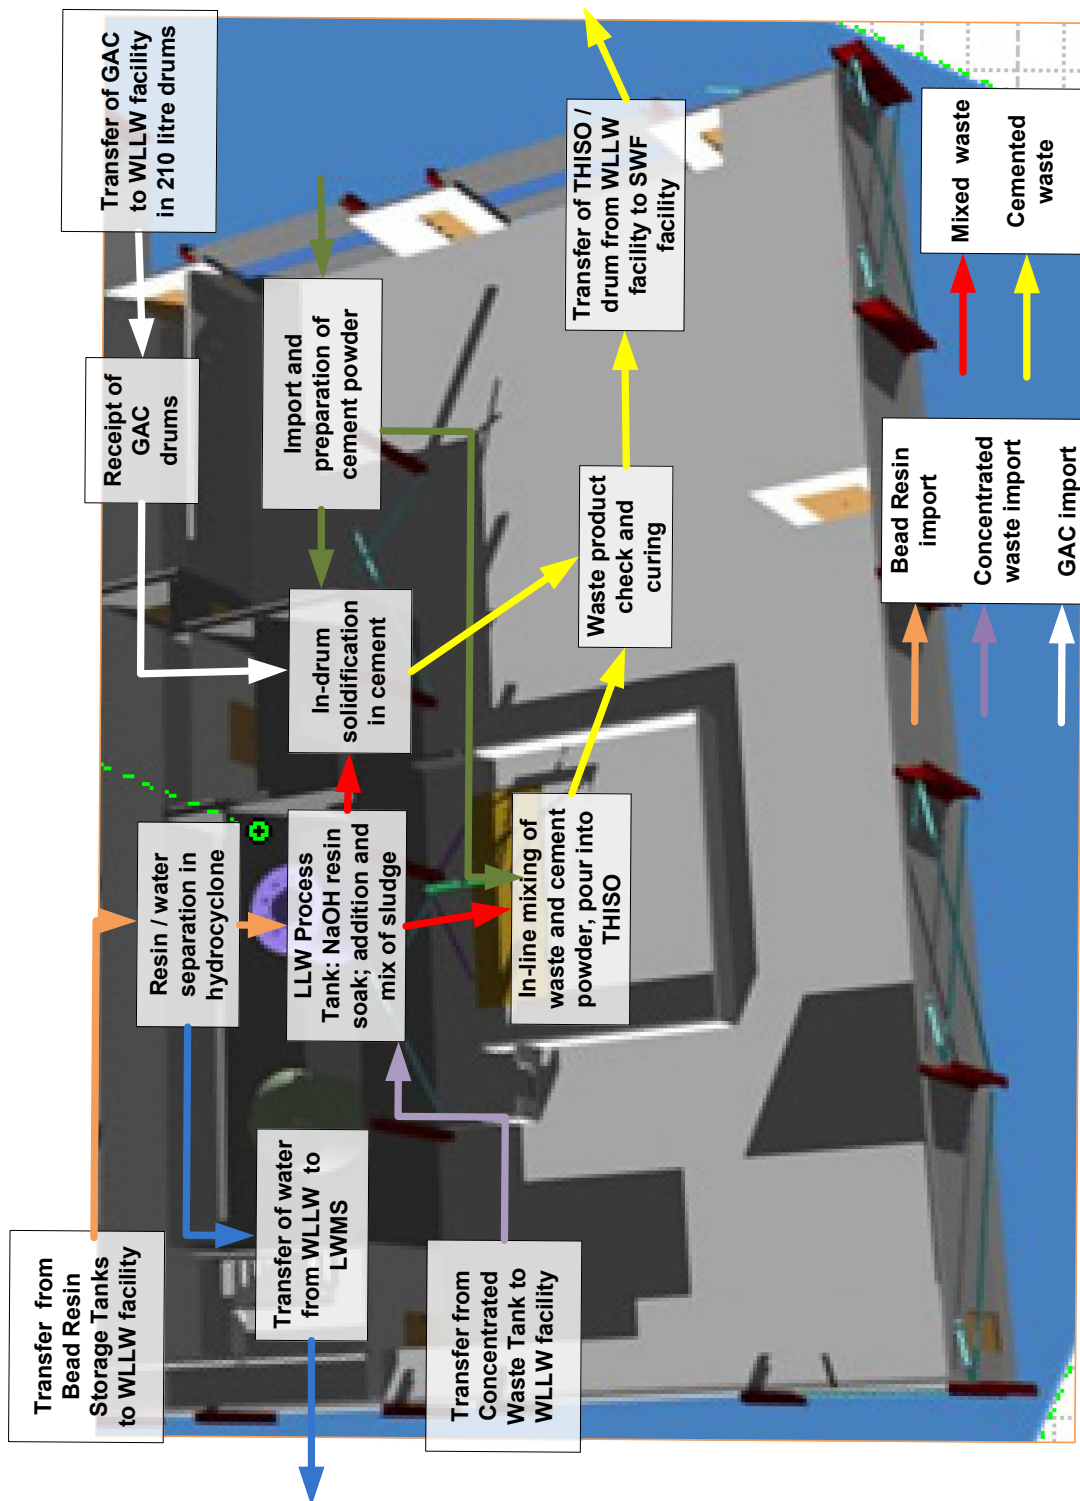 Transfer from
Bead Resin
Storage Tanks
to WLLW facility
Resin / water
separation in
hydrocyclone
Receipt of
GAC
drums
Transfer of GAC
to WLLW facility
in 210 litre drums
Transfer of water
from WLLW to
LWMS
LLW Process
Tank: NaOH resin
soak; addition and
mix of sludge
In-drum
solidification
in cement
Import and
preparation of
cement powder
Transfer from
Concentrated
Waste Tank to
WLLW facility
In-line mixing of
waste and cement
powder, pour into
THISO
Waste product
check and
curing
Transfer of THISO /
drum from WLLW
facility to SWF
facility
Bead Resin
import
Concentrated
waste import
GAC import
Mixed waste
Cemented
waste